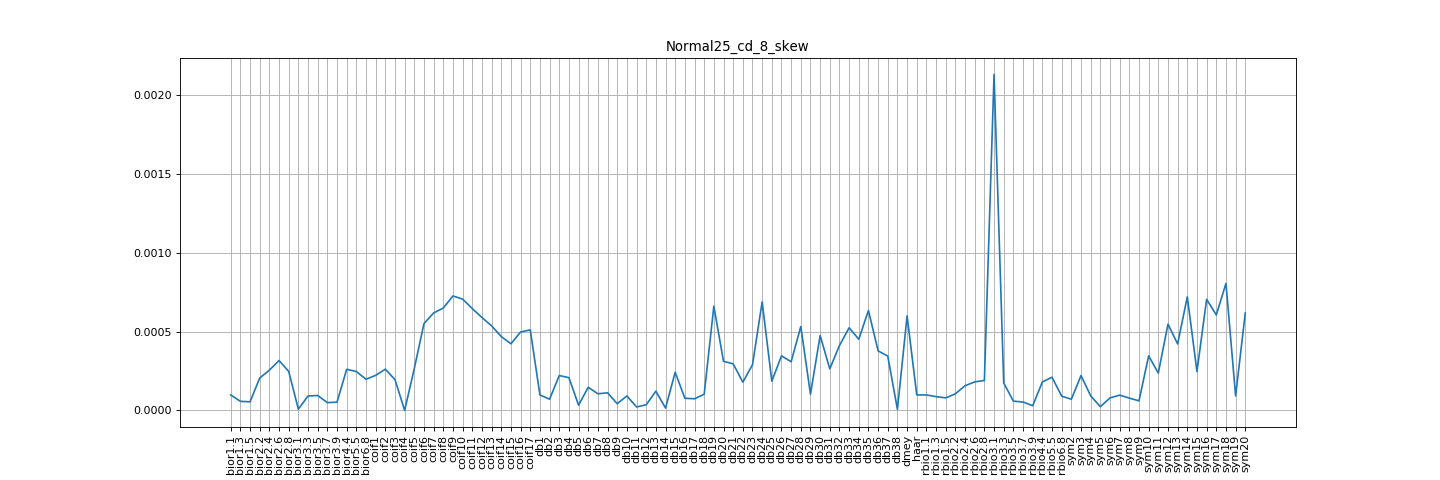 Normal25_cd_8_skew
0.0020
0.0015
0.0010
0.0005
0.0000
bior1.1
bior1.3
bior1.5
bior2.2
bior2.4
bior2.6
bior2.8
bior3.1
bior3.3
bior3.5
bior3.7
bior3.9
bior4.4
bior5.5
bior6.8
coif1
coif2
coif3
coif4
coif5
coif6
coif7
coif8
coif9
coif10
coif11
coif12
coif13
coif14
coif15
coif16
coif17
db1
db2
db3
db4
db5
db6
db7
db8
db9
db10
db11
db12
db13
db14
db15
db16
db17
db18
db19
db20
db21
db22
db23
db24
db25
db26
db27
db28
db29
db30
db31
db32
db33
db34
db35
db36
db37
db38
dmey
haar
rbio1.1
rbio1.3
rbio1.5
rbio2.2
rbio2.4
rbio2.6
rbio2.8
rbio3.1
rbio3.3
rbio3.5
rbio3.7
rbio3.9
rbio4.4
rbio5.5
rbio6.8
sym2
sym3
sym4
sym5
sym6
sym7
sym8
sym9
sym10
sym11
sym12
sym13
sym14
sym15
sym16
sym17
sym18
sym19
sym20